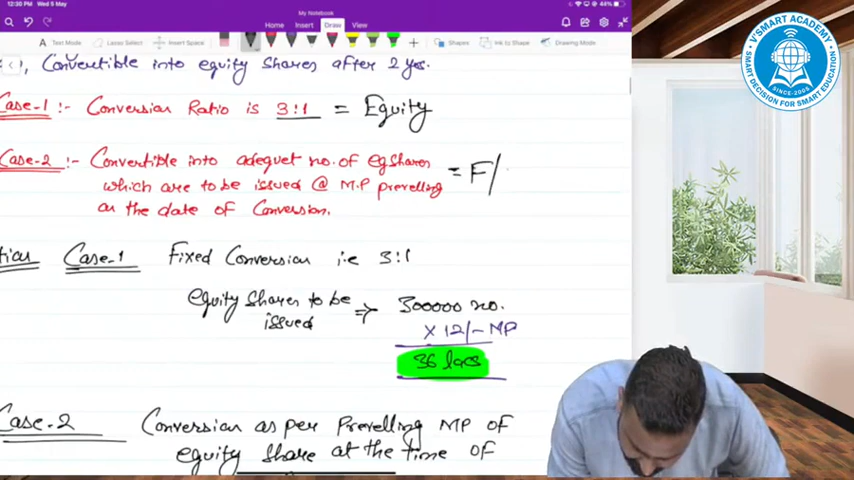 12:30 PM Wed 5 May
44%
My Notebook
Home Insert Draw View
Text Mode Lasso Select Insert Space Shapes Ink to Shape Drawing Mode
Convertible into equity shares after 2 yrs.
Case-1 :- Conversion Ratio is 3:1 = Equity
Case-2 :- Convertible into adequet no. of eq shares
which are to be issued @ M.P prevelling
on the date of Conversion.
= F/
Case-1 Fixed Conversion i.e 3:1
equity shares to be
issued
⇒ 300000 no.
X 12/- MP
36 lacs
Case-2 Conversion as per Prevelling MP of
equity share at the time of
V'SMART ACADEMY
SINCE-2005
SMART DECISION FOR SMART EDUCATION